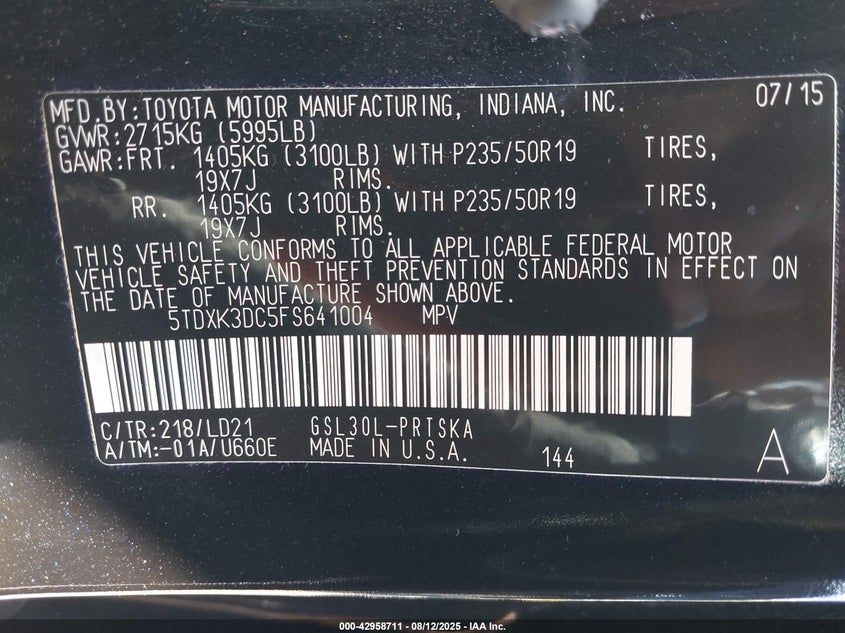 MFD.BY:TOYOTA MOTOR MANUFACTURING, INDIANA, INC. 07/15
GVWR:2715KG (5995LB)
GAWR:FRT. 1405KG (3100LB) WITH P235/50R19 TIRES,
19X7J RIMS.
RR. 1405KG (3100LB) WITH P235/50R19 TIRES,
19X7J RIMS.
THIS VEHICLE CONFORMS TO ALL APPLICABLE FEDERAL MOTOR
VEHICLE SAFETY AND THEFT PREVENTION STANDARDS IN EFFECT ON
THE DATE OF MANUFACTURE SHOWN ABOVE.
5TDXK3DC5FS641004 MPV
C/TR:218/LD21 GSL30L-PRTSKA
A/TM:-01A/U660E MADE IN U.S.A. 144 A
000-42958711 - 08/12/2025 - IAA Inc.